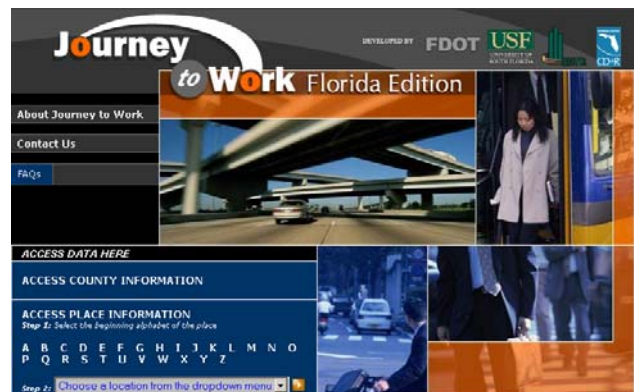 Journey
to Work Florida Edition
DEVELOPED BY FDOT USF
UNIVERSITY OF
SOUTH FLORIDA
About Journey to Work
Contact Us
FAQs
ACCESS DATA HERE
ACCESS COUNTY INFORMATION
ACCESS PLACE INFORMATION
Step 1: Select the beginning alphabet of the place
A B C D E F G H I J K L M N O
P Q R S T U V W X Y Z
Step 2: Choose a location from the dropdown menu